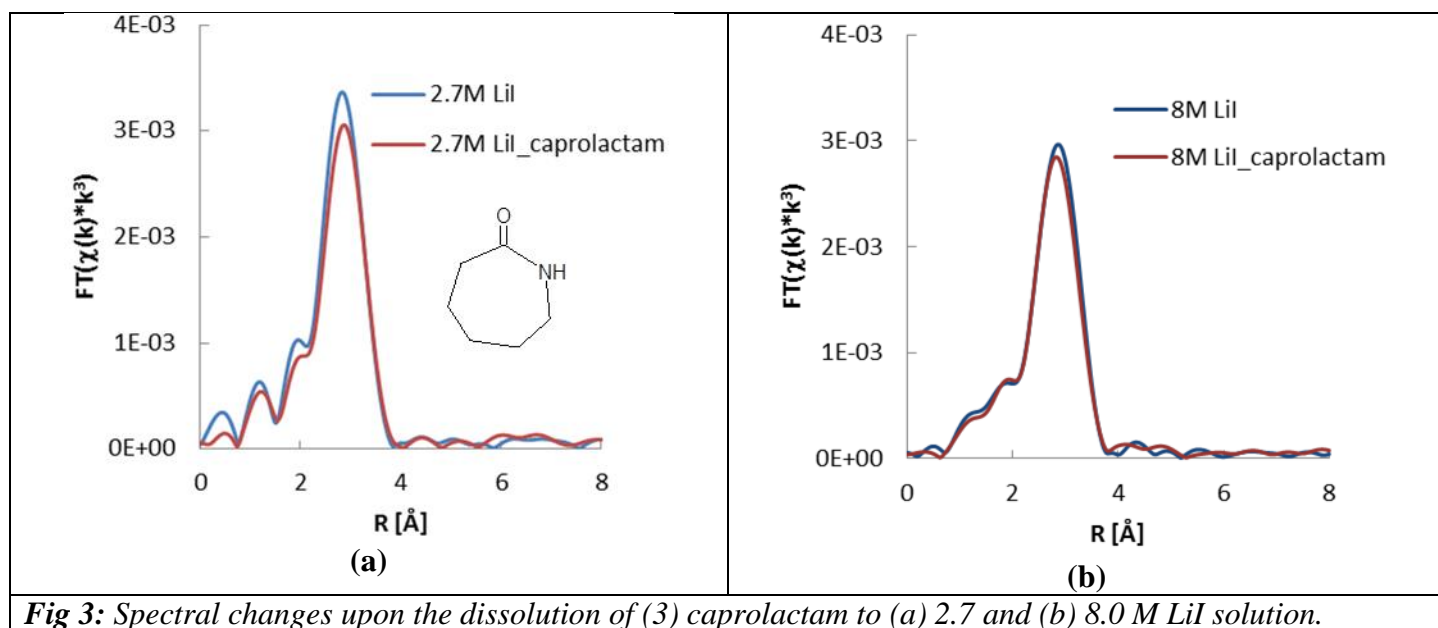 4E-03
3E-03
2E-03
1E-03
0E+00
FT(χ(k)*k³)
2.7M LiI
2.7M LiI_caprolactam
O
NH
0 2 4 6 8
R [Å]
(a)
4E-03
3E-03
2E-03
1E-03
0E+00
FT(χ(k)*k³)
8M LiI
8M LiI_caprolactam
0 2 4 6 8
R [Å]
(b)
Fig 3: Spectral changes upon the dissolution of (3) caprolactam to (a) 2.7 and (b) 8.0 M LiI solution.